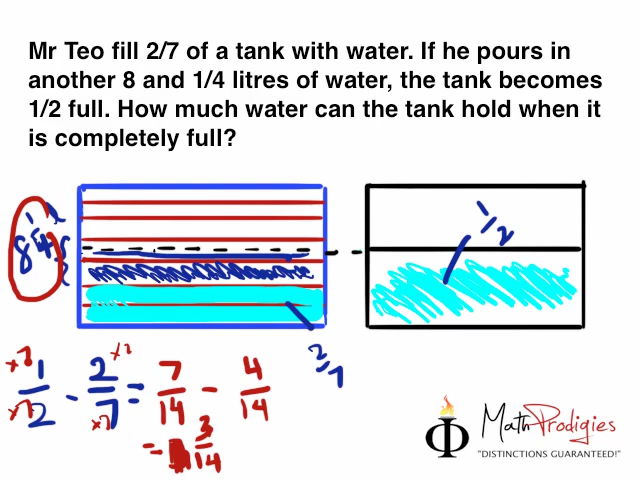 Mr Teo fill 2/7 of a tank with water. If he pours in
another 8 and 1/4 litres of water, the tank becomes
1/2 full. How much water can the tank hold when it
is completely full?
8 1/4 l
1/2
2/7
×7 1/2 ×7 - 2/7 ×2 ×2 = 7/14 - 4/14
= 3/14
Math Prodigies
"DISTINCTIONS GUARANTEED!"